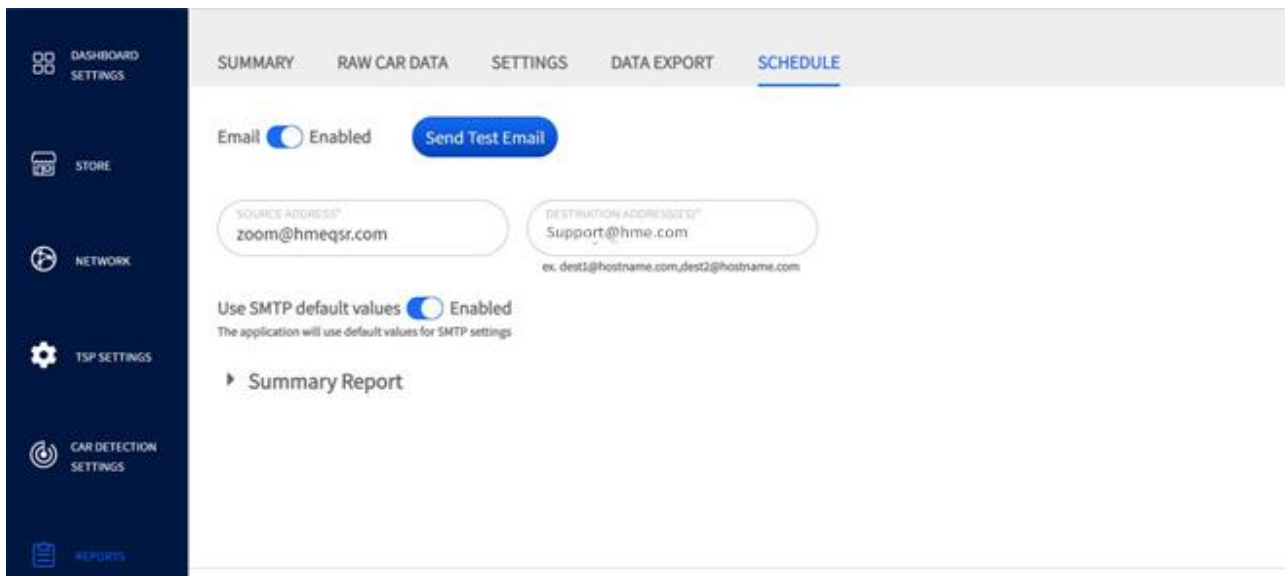 DASHBOARD
SETTINGS
STORE
NETWORK
TSP SETTINGS
CAR DETECTION
SETTINGS
REPORTS
SUMMARY RAW CAR DATA SETTINGS DATA EXPORT SCHEDULE
Email Enabled Send Test Email
SOURCE ADDRESS* DESTINATION ADDRESS(ES)*
zoom@hmeqsr.com Support@hme.com
ex. dest1@hostname.com,dest2@hostname.com
Use SMTP default values Enabled
The application will use default values for SMTP settings
Summary Report